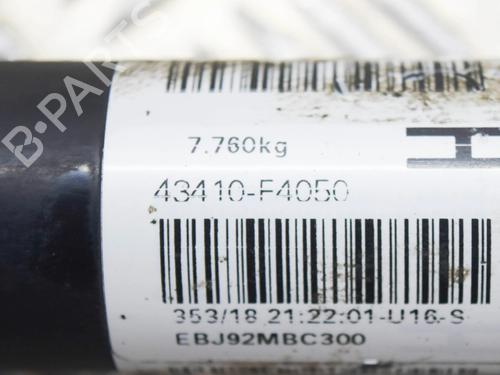 B-PARTS
7.760kg
H
43410-F4050
353/18 21:22:01-U16-S
EBJ92MBC300